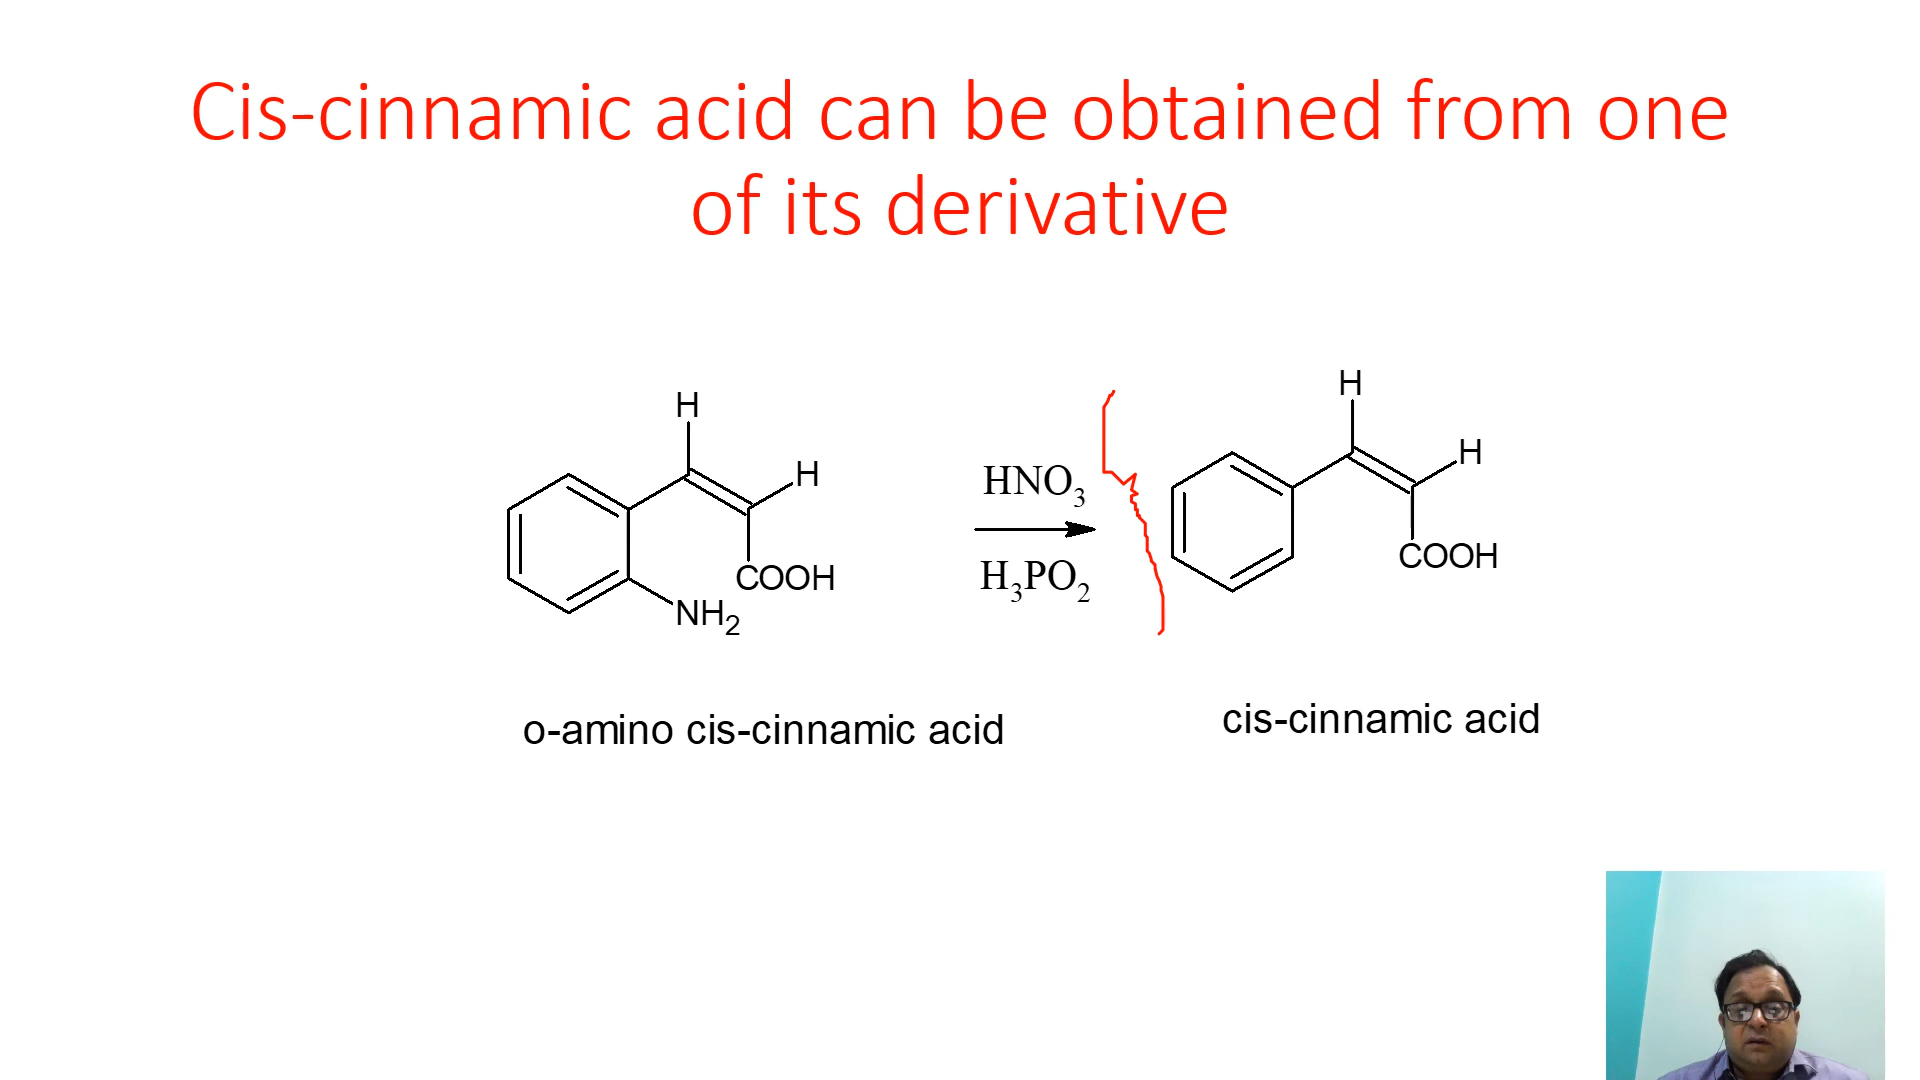 Cis-cinnamic acid can be obtained from one
of its derivative
H
H
COOH
NH2
HNO3
H3PO2
H
H
COOH
o-amino cis-cinnamic acid
cis-cinnamic acid